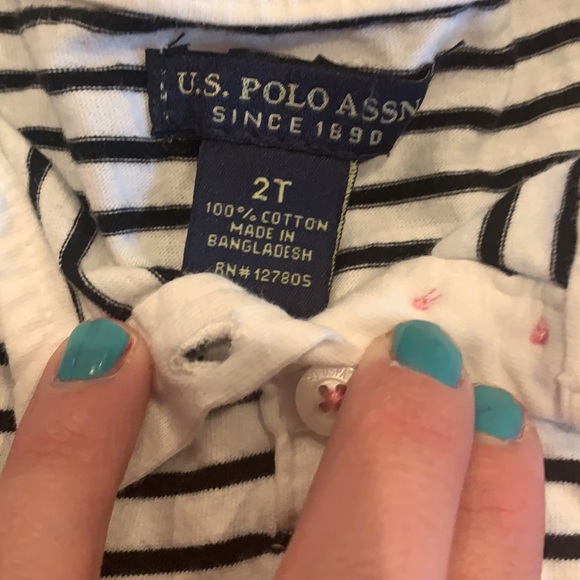 U.S. POLO ASSN
SINCE 1890
2T
100% COTTON
MADE IN
BANGLADESH
RN# 127805